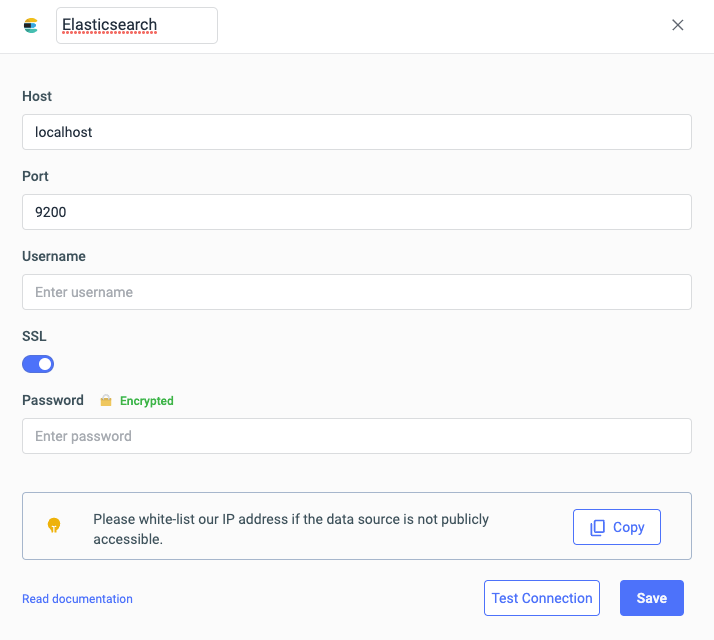 Elasticsearch
Host
localhost
Port
9200
Username
Enter username
SSL
Password Encrypted
Enter password
Please white-list our IP address if the data source is not publicly
accessible.
Copy
Read documentation
Test Connection
Save